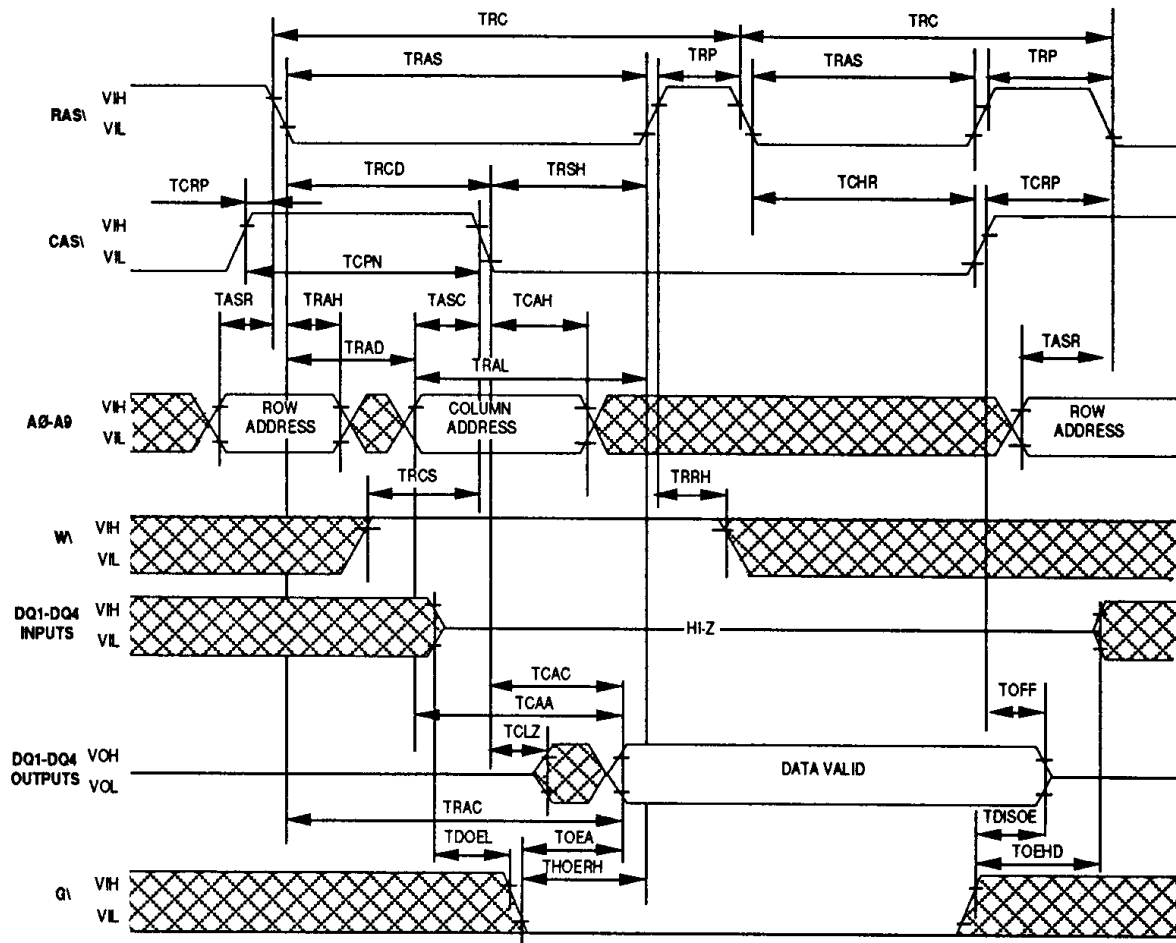 TRC TRC
TRAS TRP TRAS TRP
RAS\ VIH
VIL
TRCD TRSH
TCRP TCHR TCRP
CAS\ VIH
VIL
TCPN
TASR TRAH TASC TCAH
TRAD TRAL TASR
AØ-A9 VIH
VIL
ROW
ADDRESS
COLUMN
ADDRESS
ROW
ADDRESS
TRCS TRRH
W\ VIH
VIL
DQ1-DQ4
INPUTS
VIH
VIL
HI-Z
TCAC
TCAA TOFF
TCLZ
DQ1-DQ4
OUTPUTS
VOH
VOL
DATA VALID
TRAC
TDOEL TOEA TDISOE
THOERH TOEHD
G\ VIH
VIL